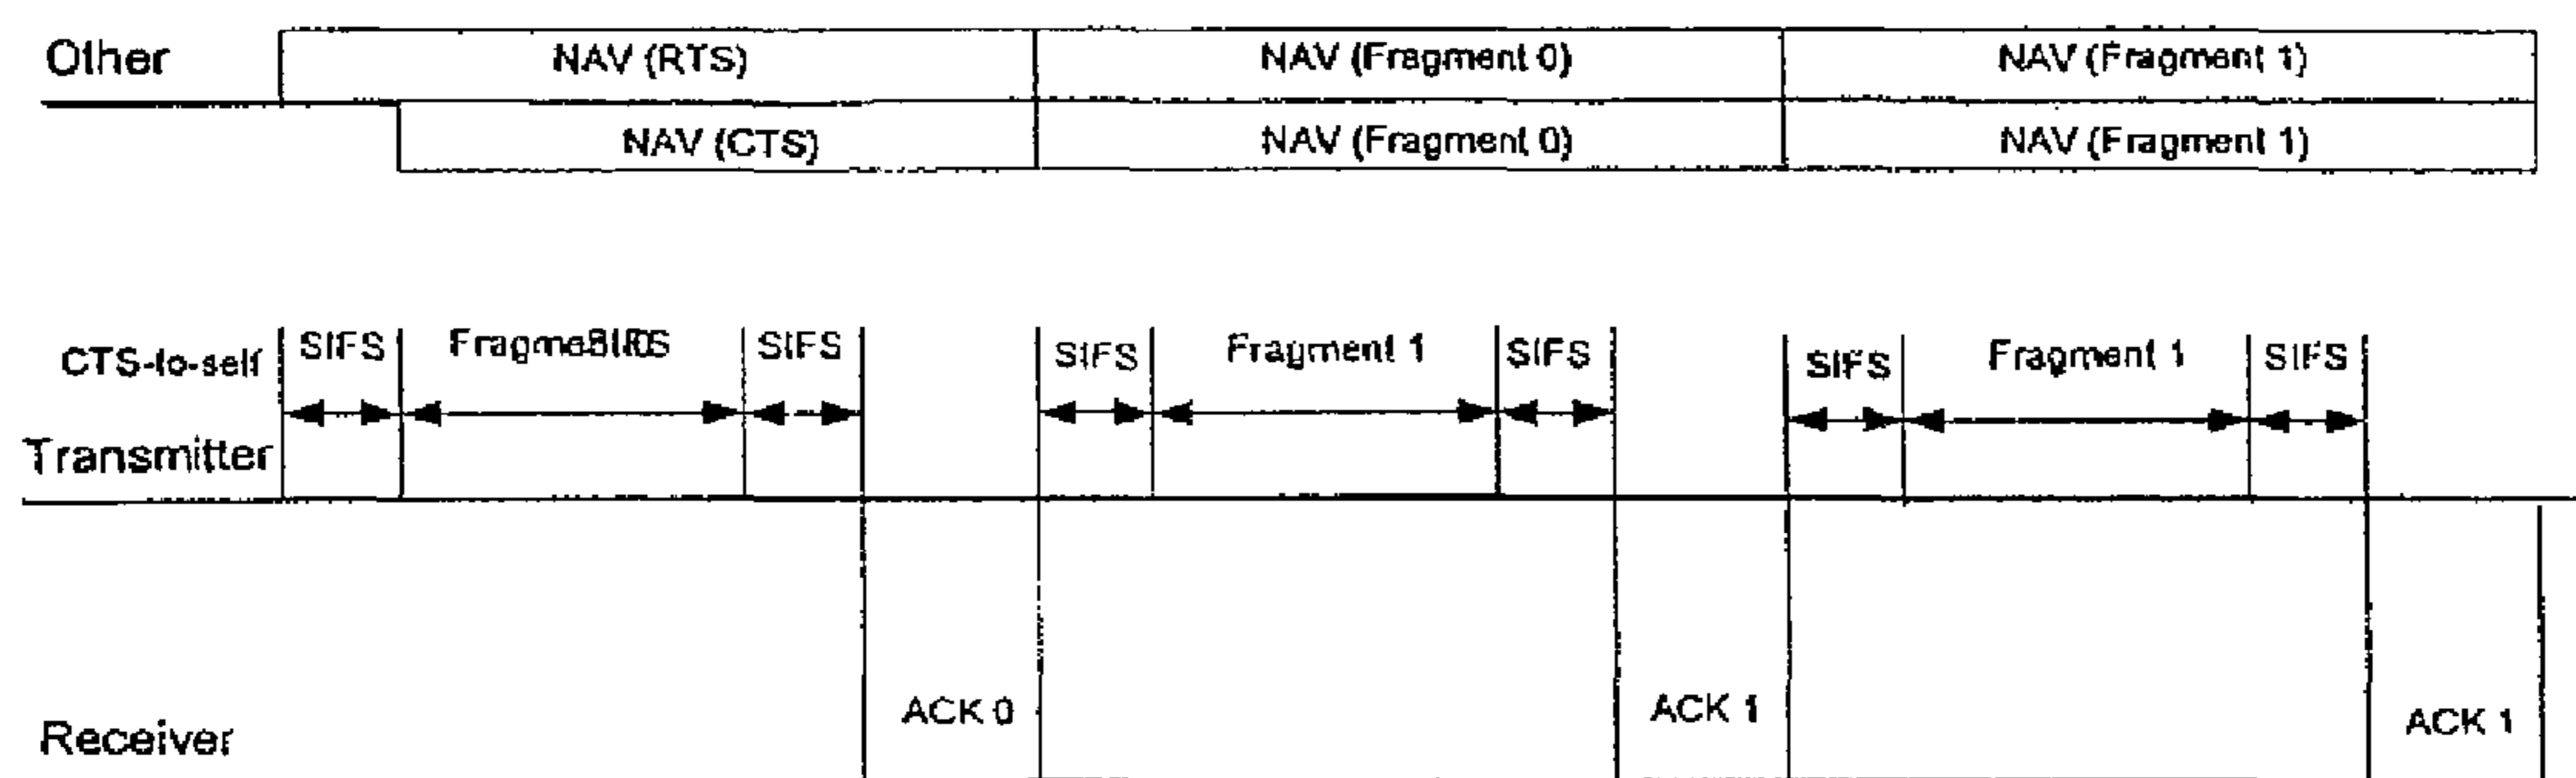 Other NAV (RTS) NAV (Fragment 0) NAV (Fragment 1)
NAV (CTS) NAV (Fragment 0) NAV (Fragment 1)
CTS-to-self SIFS SIFS SIFS Fragment 1 SIFS SIFS Fragment 1 SIFS
Transmitter
Receiver ACK 0 ACK 1 ACK 1